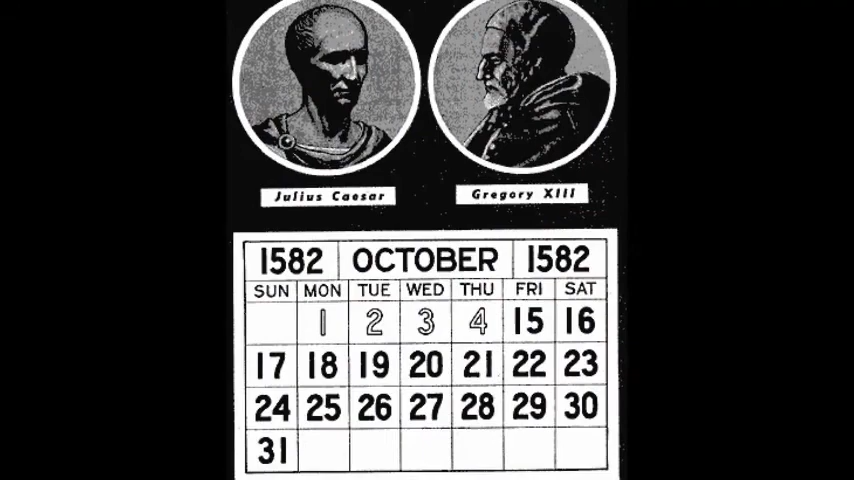 Julius Caesar Gregory XIII
1582 OCTOBER 1582
SUN MON TUE WED THU FRI SAT
1 2 3 4 15 16
17 18 19 20 21 22 23
24 25 26 27 28 29 30
31